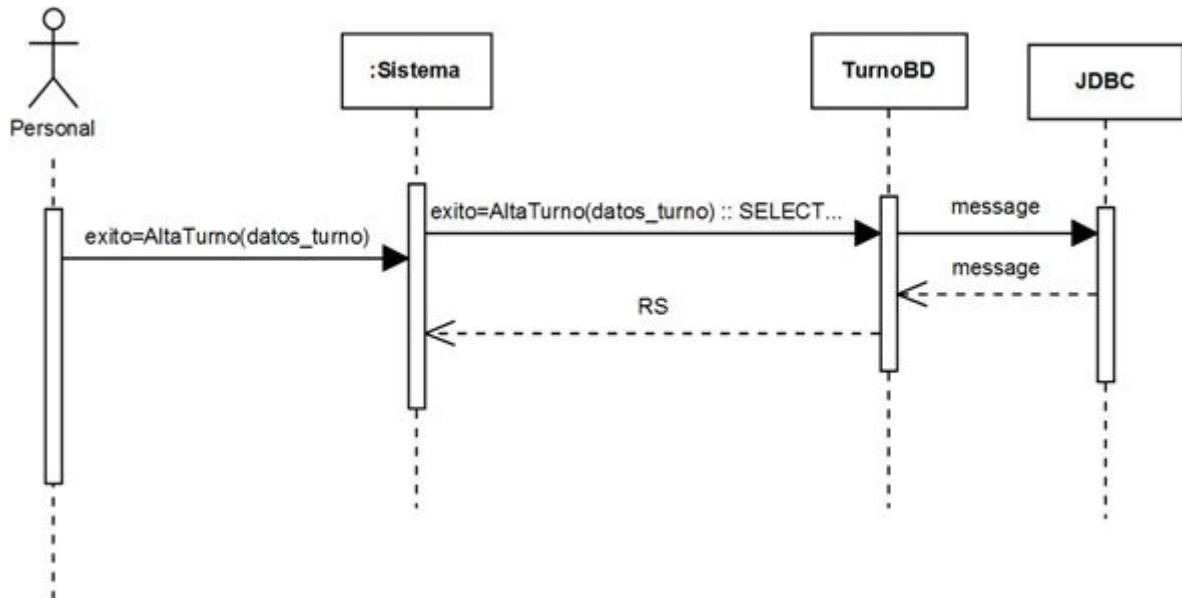 Personal
:Sistema
TurnoBD
JDBC
exito=AltaTurno(datos_turno)
exito=AltaTurno(datos_turno) :: SELECT...
message
message
RS